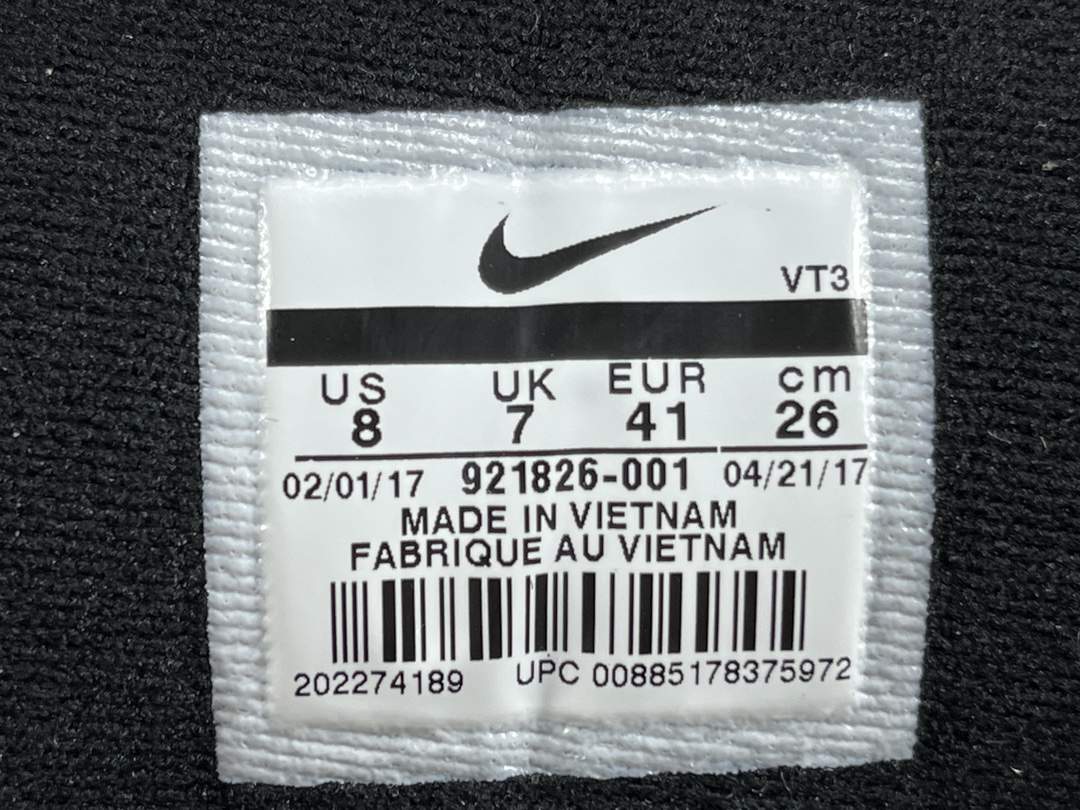 VT3
US UK EUR cm
8 7 41 26
02/01/17 921826-001 04/21/17
MADE IN VIETNAM
FABRIQUE AU VIETNAM
202274189 UPC 00885178375972